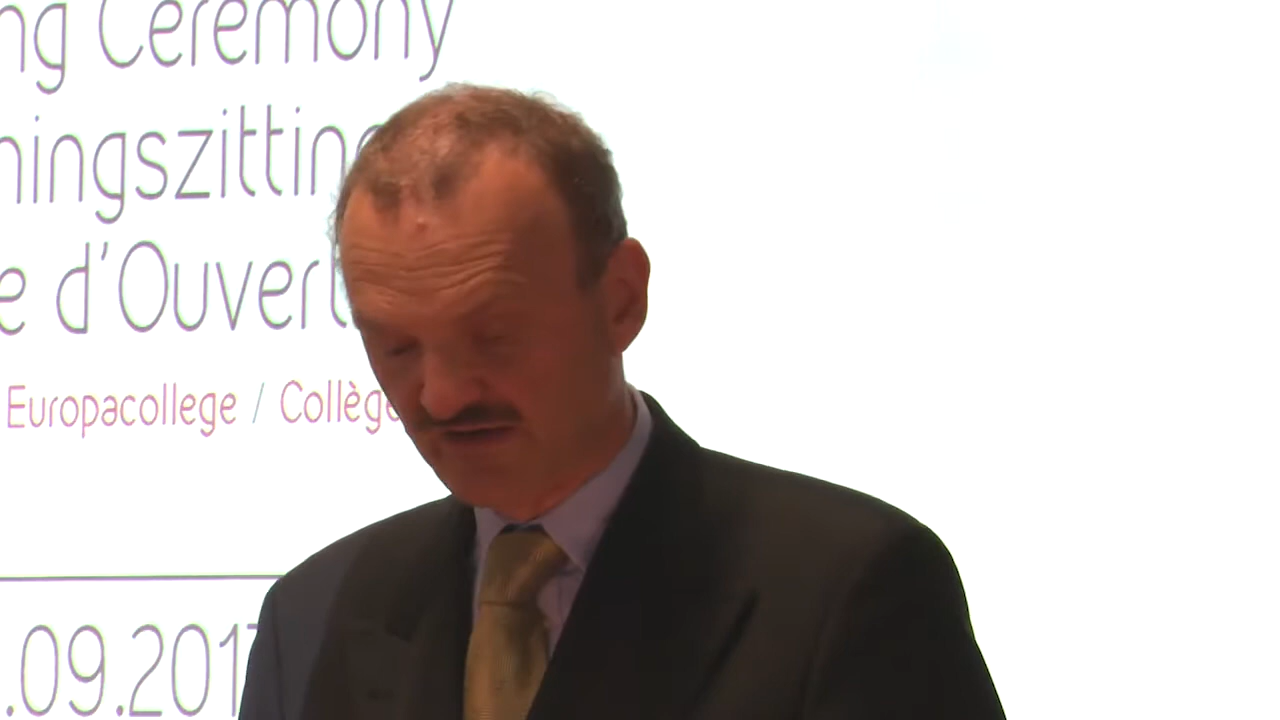 ng Ceremony
ningszitting
e d'Ouvert
Europacollege / Collège
.09.2017